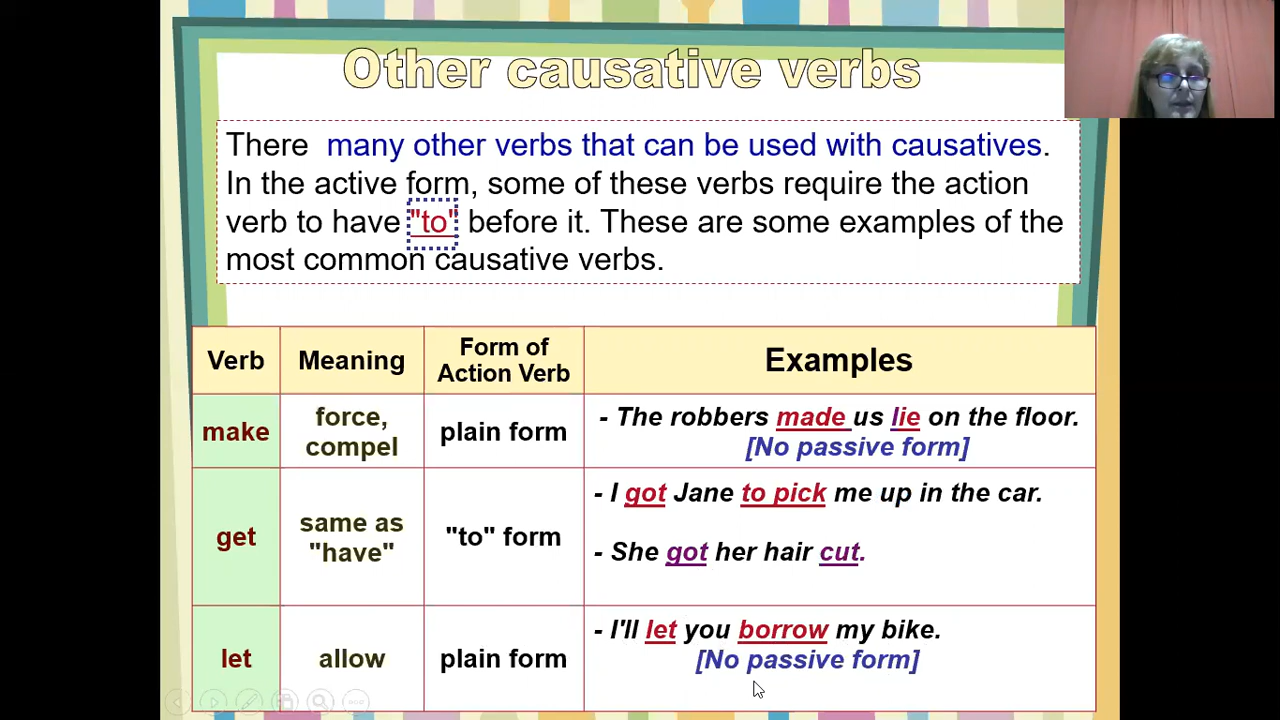 Other causative verbs
There many other verbs that can be used with causatives.
In the active form, some of these verbs require the action
verb to have "to" before it. These are some examples of the
most common causative verbs.
Verb
Meaning
Form of
Action Verb
Examples
make
force,
compel
plain form
- The robbers made us lie on the floor.
[No passive form]
get
same as
"have"
"to" form
- I got Jane to pick me up in the car.
- She got her hair cut.
let
allow
plain form
- I'll let you borrow my bike.
[No passive form]